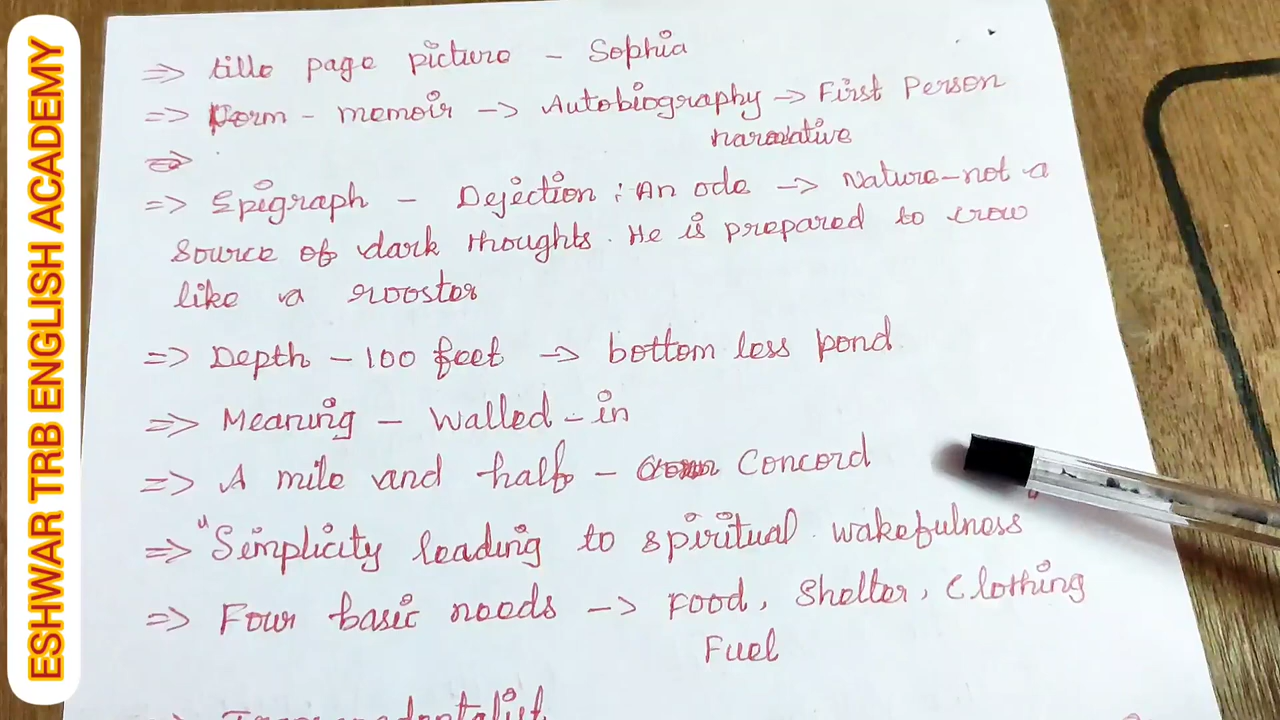 ESHWAR TRB ENGLISH ACADEMY
=> title page picture - Sophia
=> Form - memoir -> Autobiography -> First Person
narrative
=>
=> Epigraph - Dejection : An ode -> Nature-not a
source of dark thoughts. He is prepared to crow
like a rooster
=> Depth - 100 feet -> bottom less pond.
=> Meaning - Walled-in
=> A mile and half - Concord
=> "Simplicity leading to spiritual wakefulness"
=> Four basic needs -> Food, Shelter, Clothing
Fuel
=> Transcendentalist